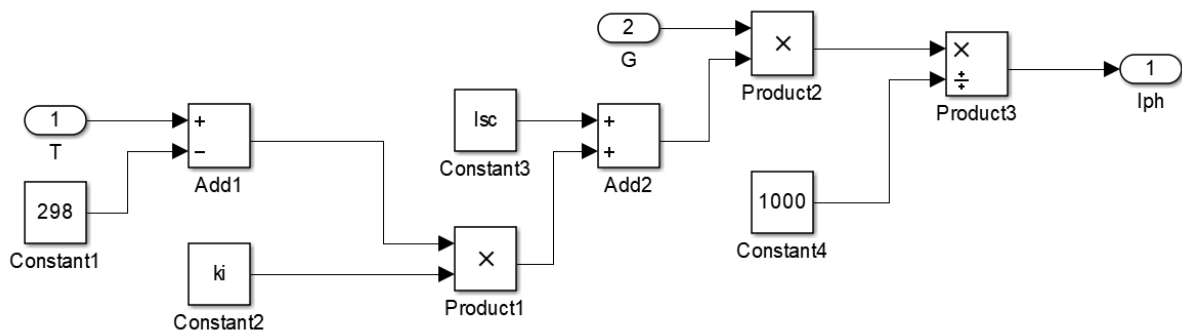 2
G
×
Product2
×
÷
Product3
1
Iph
Isc
Constant3
+
+
Add2
1
T
+
−
Add1
298
Constant1
1000
Constant4
ki
Constant2
×
Product1